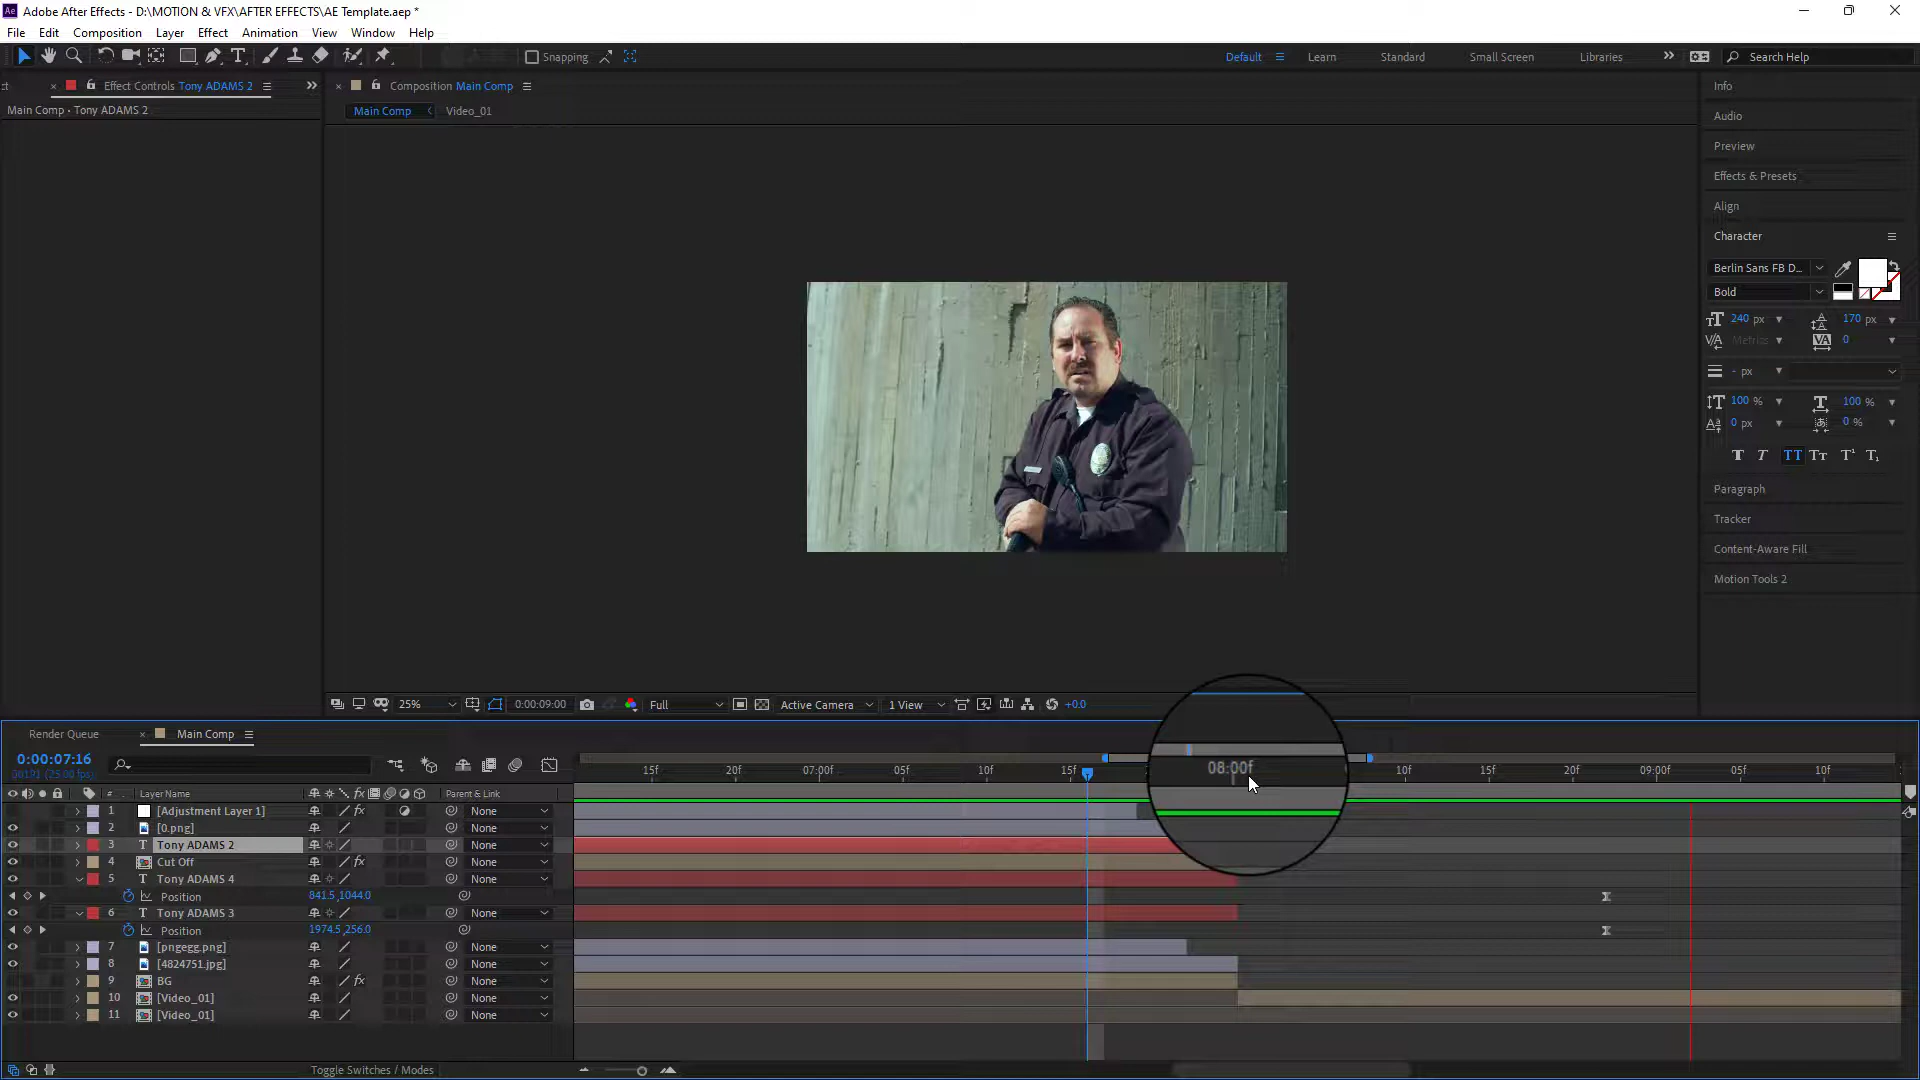 Adobe After Effects - D:\MOTION & VFX\AFTER EFFECTS\AE Template.aep *
File Edit Composition Layer Effect Animation View Window Help
Snapping Default Learn Standard Small Screen Libraries Search Help
Effect Controls Tony ADAMS 2
Composition Main Comp
Main Comp • Tony ADAMS 2
Main Comp Video_01
Info
Audio
Preview
Effects & Presets
Align
Character
Berlin Sans FB D...
Bold
240 px 170 px
Metrics 0
- px
100 % 100 %
0 px 0 %
Paragraph
Tracker
Content-Aware Fill
Motion Tools 2
25% 0:00:09:00 Full Active Camera 1 View +0.0
Render Queue Main Comp
0:00:07:16
00191 (25.00 fps)
15f 20f 07:00f 05f 10f 15f 08:00f 10f 15f 20f 09:00f 05f 10f
# Layer Name Parent & Link
1 [Adjustment Layer 1] None
2 [0.png] None
3 Tony ADAMS 2 None
4 Cut Off None
5 Tony ADAMS 4 None
Position 841.5,1044.0
6 Tony ADAMS 3 None
Position 1974.5,256.0
7 [pngegg.png] None
8 [4824751.jpg] None
9 BG None
10 [Video_01] None
11 [Video_01] None
Toggle Switches / Modes